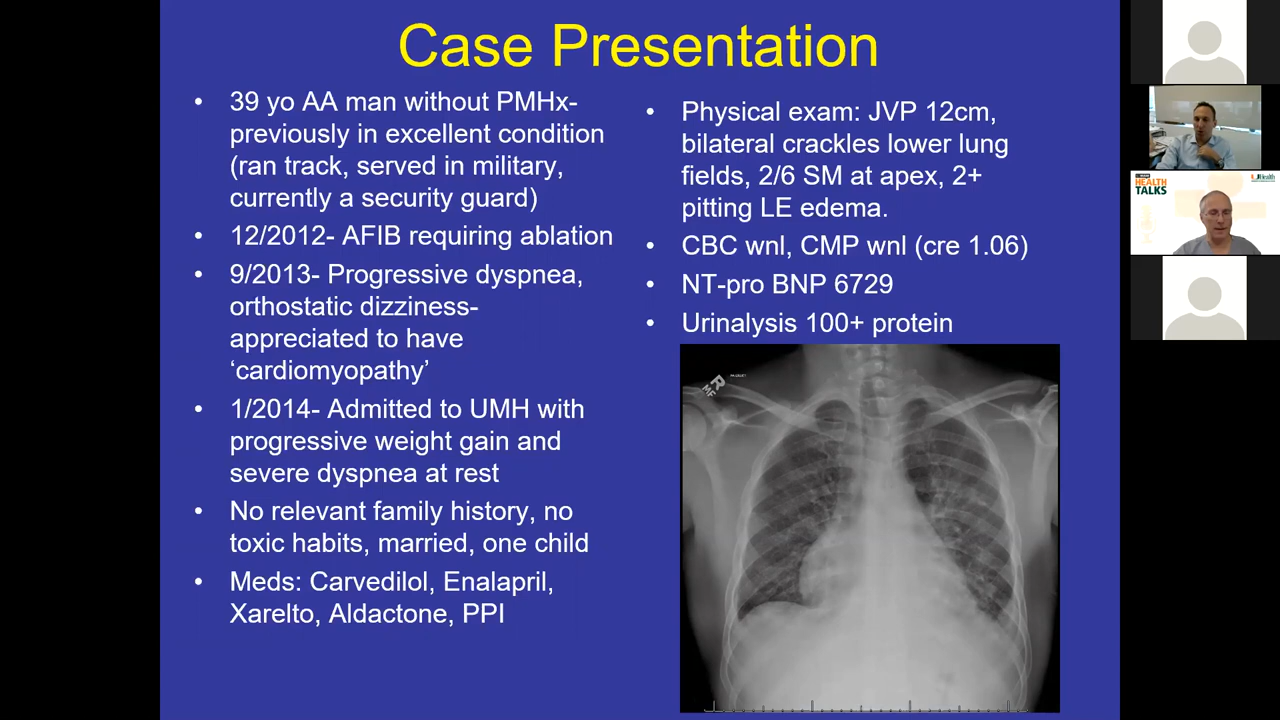 Case Presentation
• 39 yo AA man without PMHx-
previously in excellent condition
(ran track, served in military,
currently a security guard)
• 12/2012- AFIB requiring ablation
• 9/2013- Progressive dyspnea,
orthostatic dizziness-
appreciated to have
‘cardiomyopathy’
• 1/2014- Admitted to UMH with
progressive weight gain and
severe dyspnea at rest
• No relevant family history, no
toxic habits, married, one child
• Meds: Carvedilol, Enalapril,
Xarelto, Aldactone, PPI
• Physical exam: JVP 12cm,
bilateral crackles lower lung
fields, 2/6 SM at apex, 2+
pitting LE edema.
• CBC wnl, CMP wnl (cre 1.06)
• NT-pro BNP 6729
• Urinalysis 100+ protein
R
MF
HEALTH
TALKS
UHealth